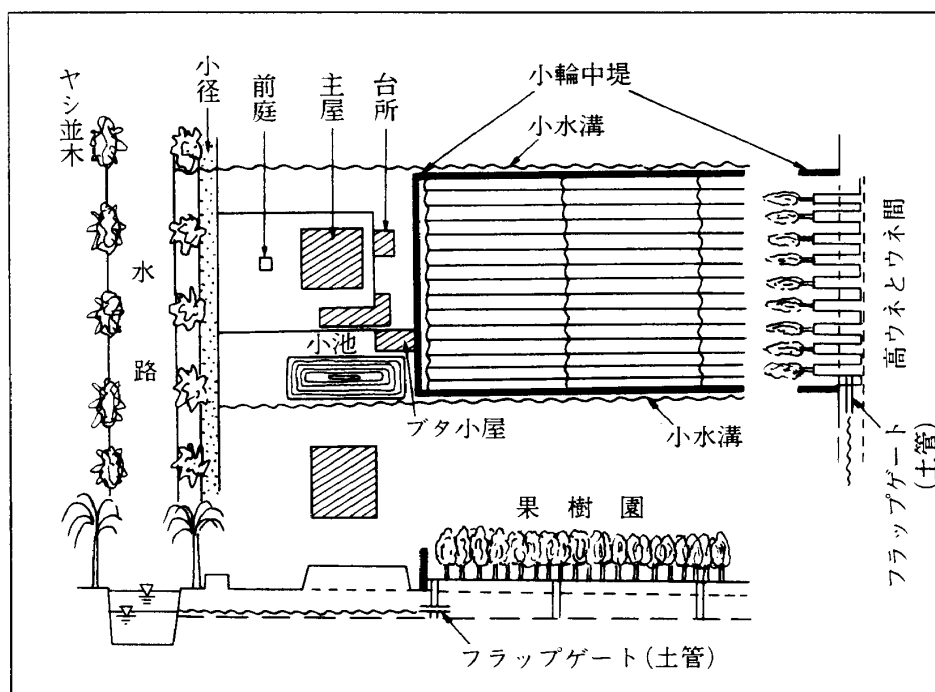 ヤシ並木
小径
前庭
主屋
台所
小輪中堤
小水溝
水路
小池
ブタ小屋
小水溝
高ウネとウネ間
フラップゲート(土管)
果樹園
フラップゲート(土管)